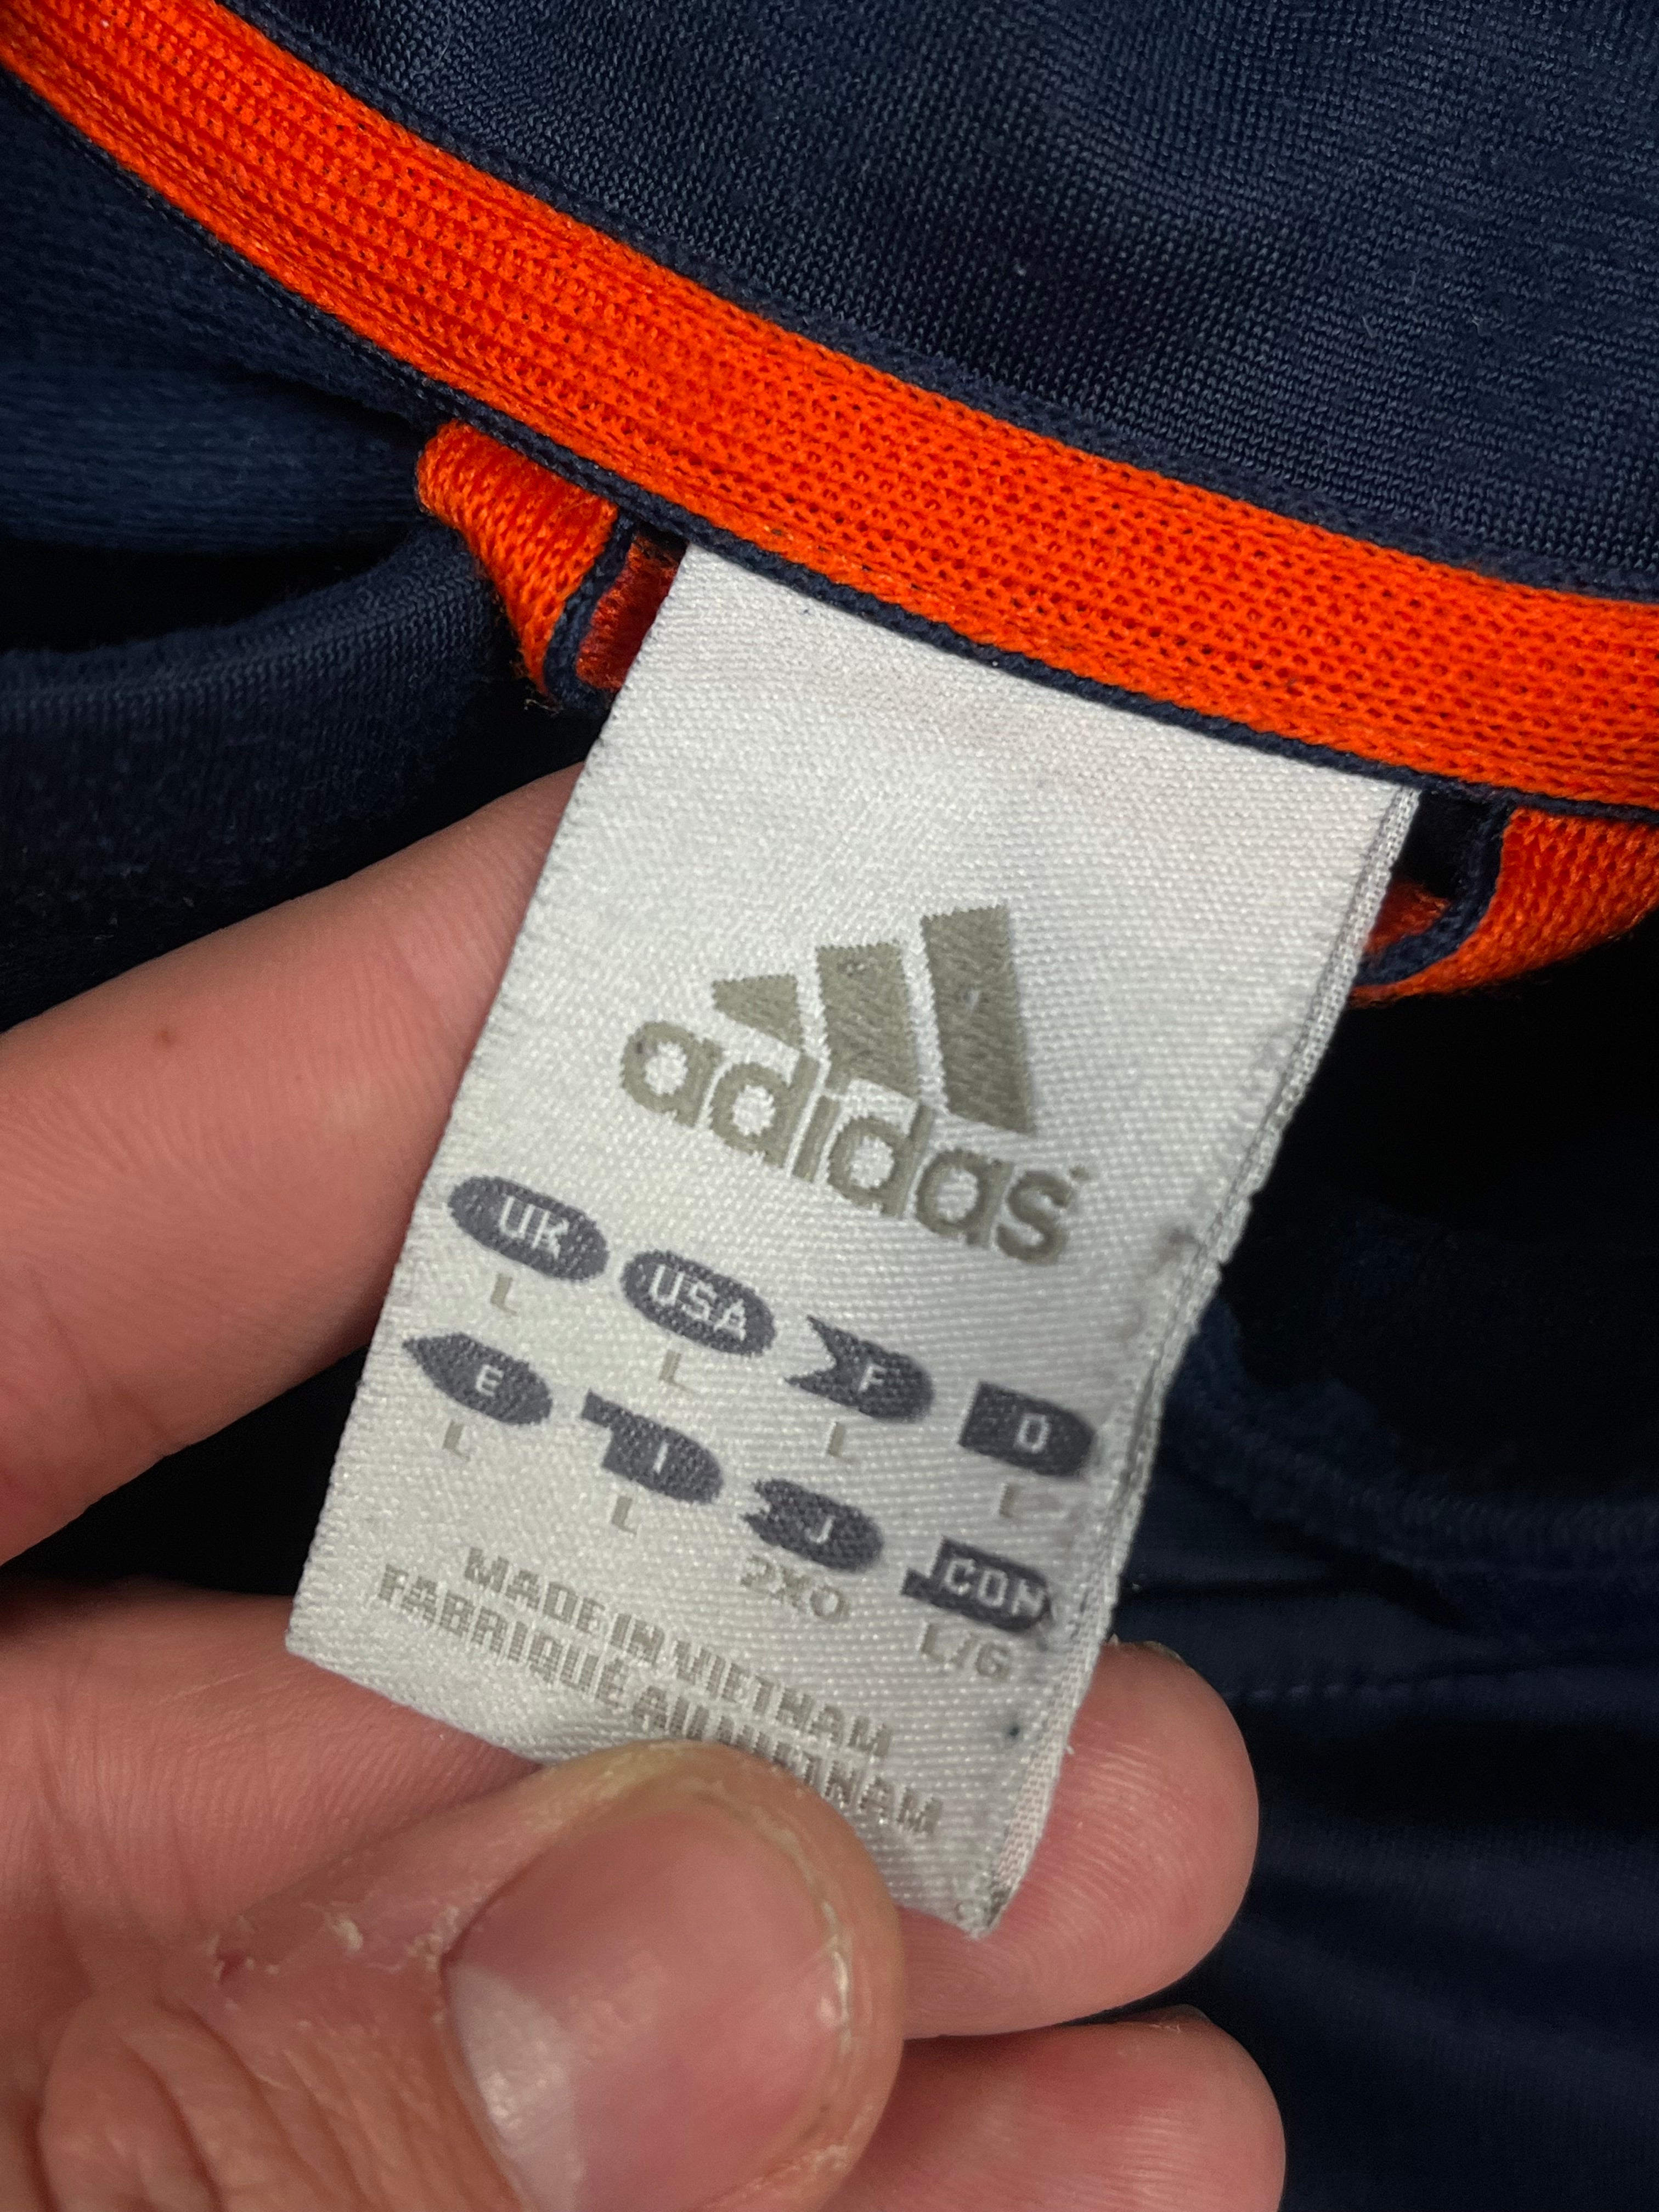 adidas
UK USA F D
L L L L
E I J CON
L L 2XO L/G
MADE IN VIETNAM
FABRIQUÉ AU VIETNAM